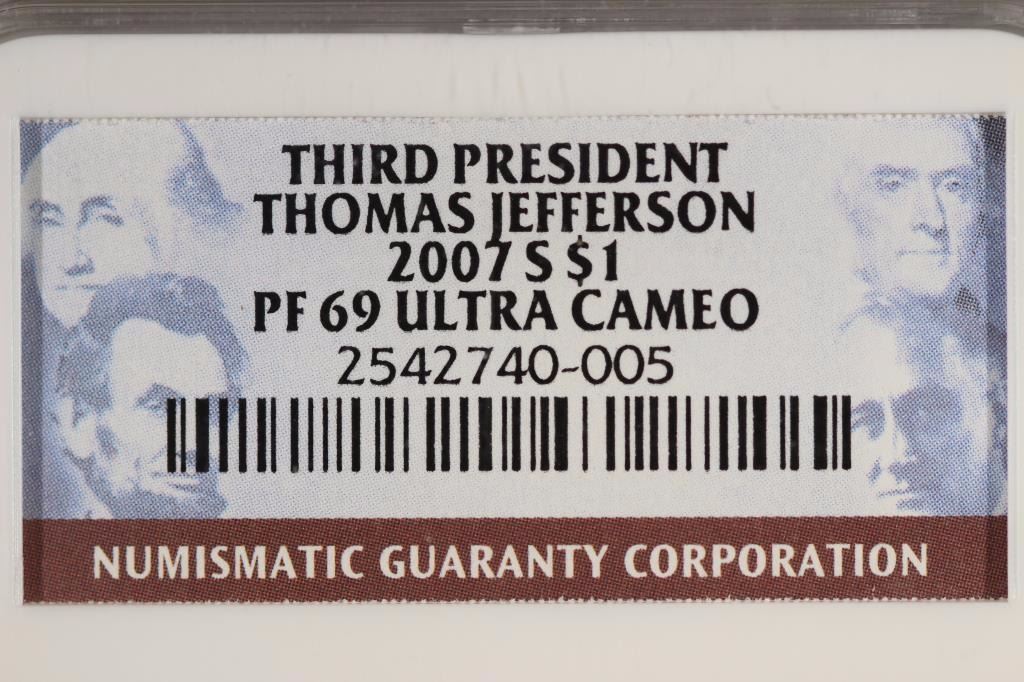 THIRD PRESIDENT
THOMAS JEFFERSON
2007 S $1
PF 69 ULTRA CAMEO
2542740-005
NUMISMATIC GUARANTY CORPORATION